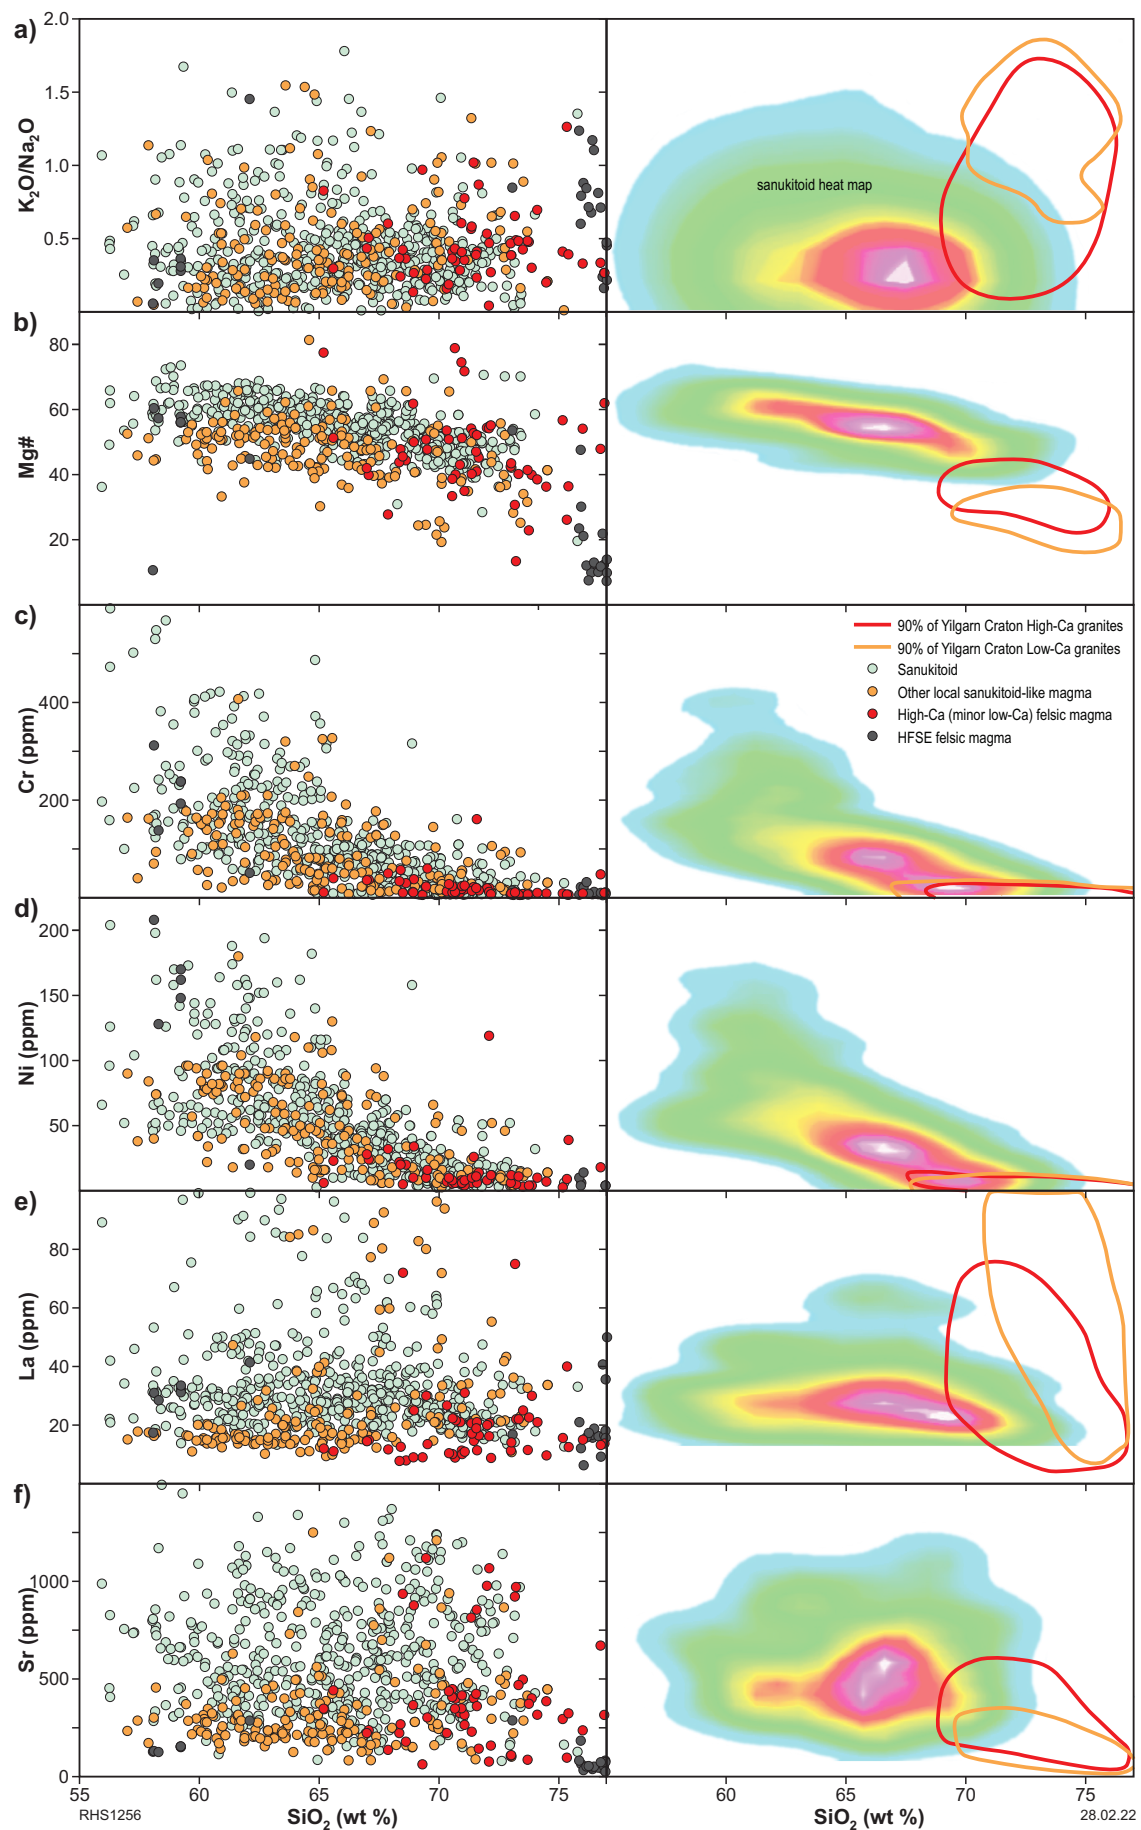 a)
2.0
1.5
1.0
0.5
K₂O/Na₂O
sanukitoid heat map
b)
80
60
40
20
Mg#
c)
400
200
Cr (ppm)
90% of Yilgarn Craton High-Ca granites
90% of Yilgarn Craton Low-Ca granites
Sanukitoid
Other local sanukitoid-like magma
High-Ca (minor low-Ca) felsic magma
HFSE felsic magma
d)
200
150
100
50
Ni (ppm)
e)
80
60
40
20
La (ppm)
f)
1000
500
0
Sr (ppm)
55 60 65 70 75 60 65 70 75
SiO₂ (wt %) SiO₂ (wt %)
RHS1256 28.02.22